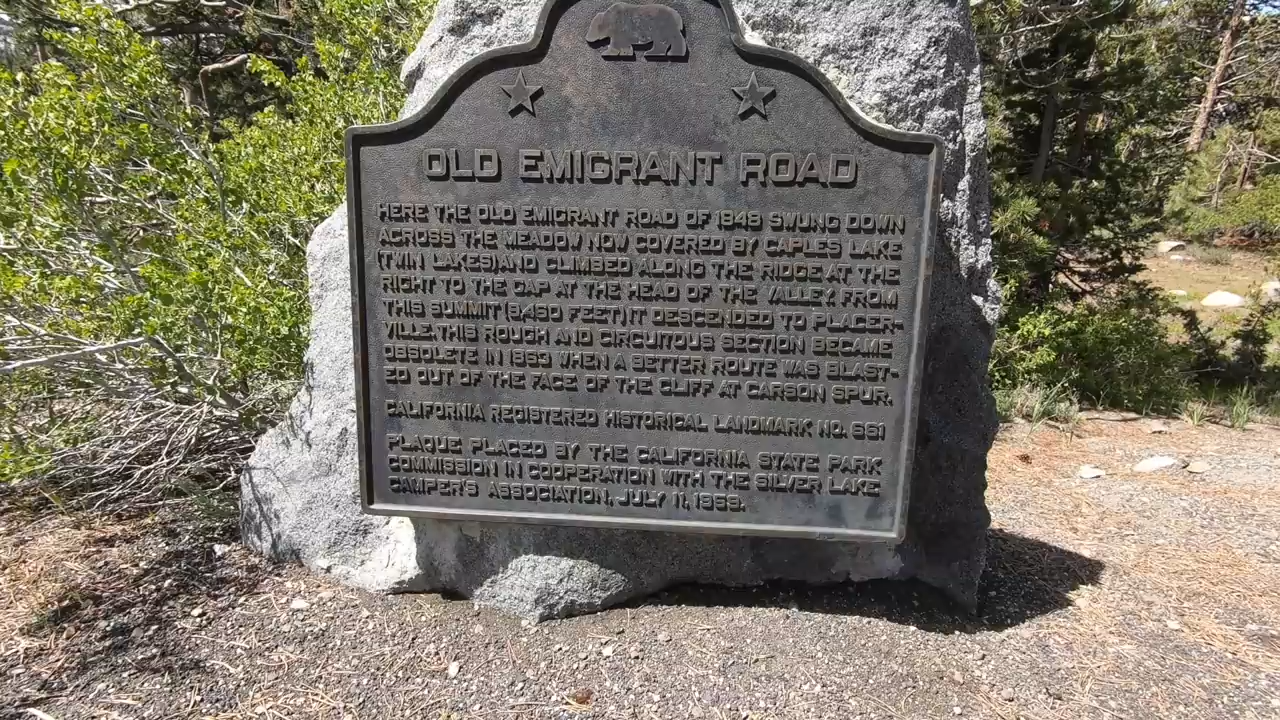 OLD EMIGRANT ROAD
HERE THE OLD EMIGRANT ROAD OF 1848 SWUNG DOWN
ACROSS THE MEADOW NOW COVERED BY CAPLES LAKE
(TWIN LAKES) AND CLIMBED ALONG THE RIDGE AT THE
RIGHT TO THE GAP AT THE HEAD OF THE VALLEY. FROM
THIS SUMMIT (9,460 FEET) IT DESCENDED TO PLACER-
VILLE. THIS ROUGH AND CIRCUITOUS SECTION BECAME
OBSOLETE IN 1863 WHEN A BETTER ROUTE WAS BLAST-
ED OUT OF THE FACE OF THE CLIFF AT CARSON SPUR.
CALIFORNIA REGISTERED HISTORICAL LANDMARK NO. 661
PLAQUE PLACED BY THE CALIFORNIA STATE PARK
COMMISSION IN COOPERATION WITH THE SILVER LAKE
CAMPER'S ASSOCIATION, JULY 11, 1959.